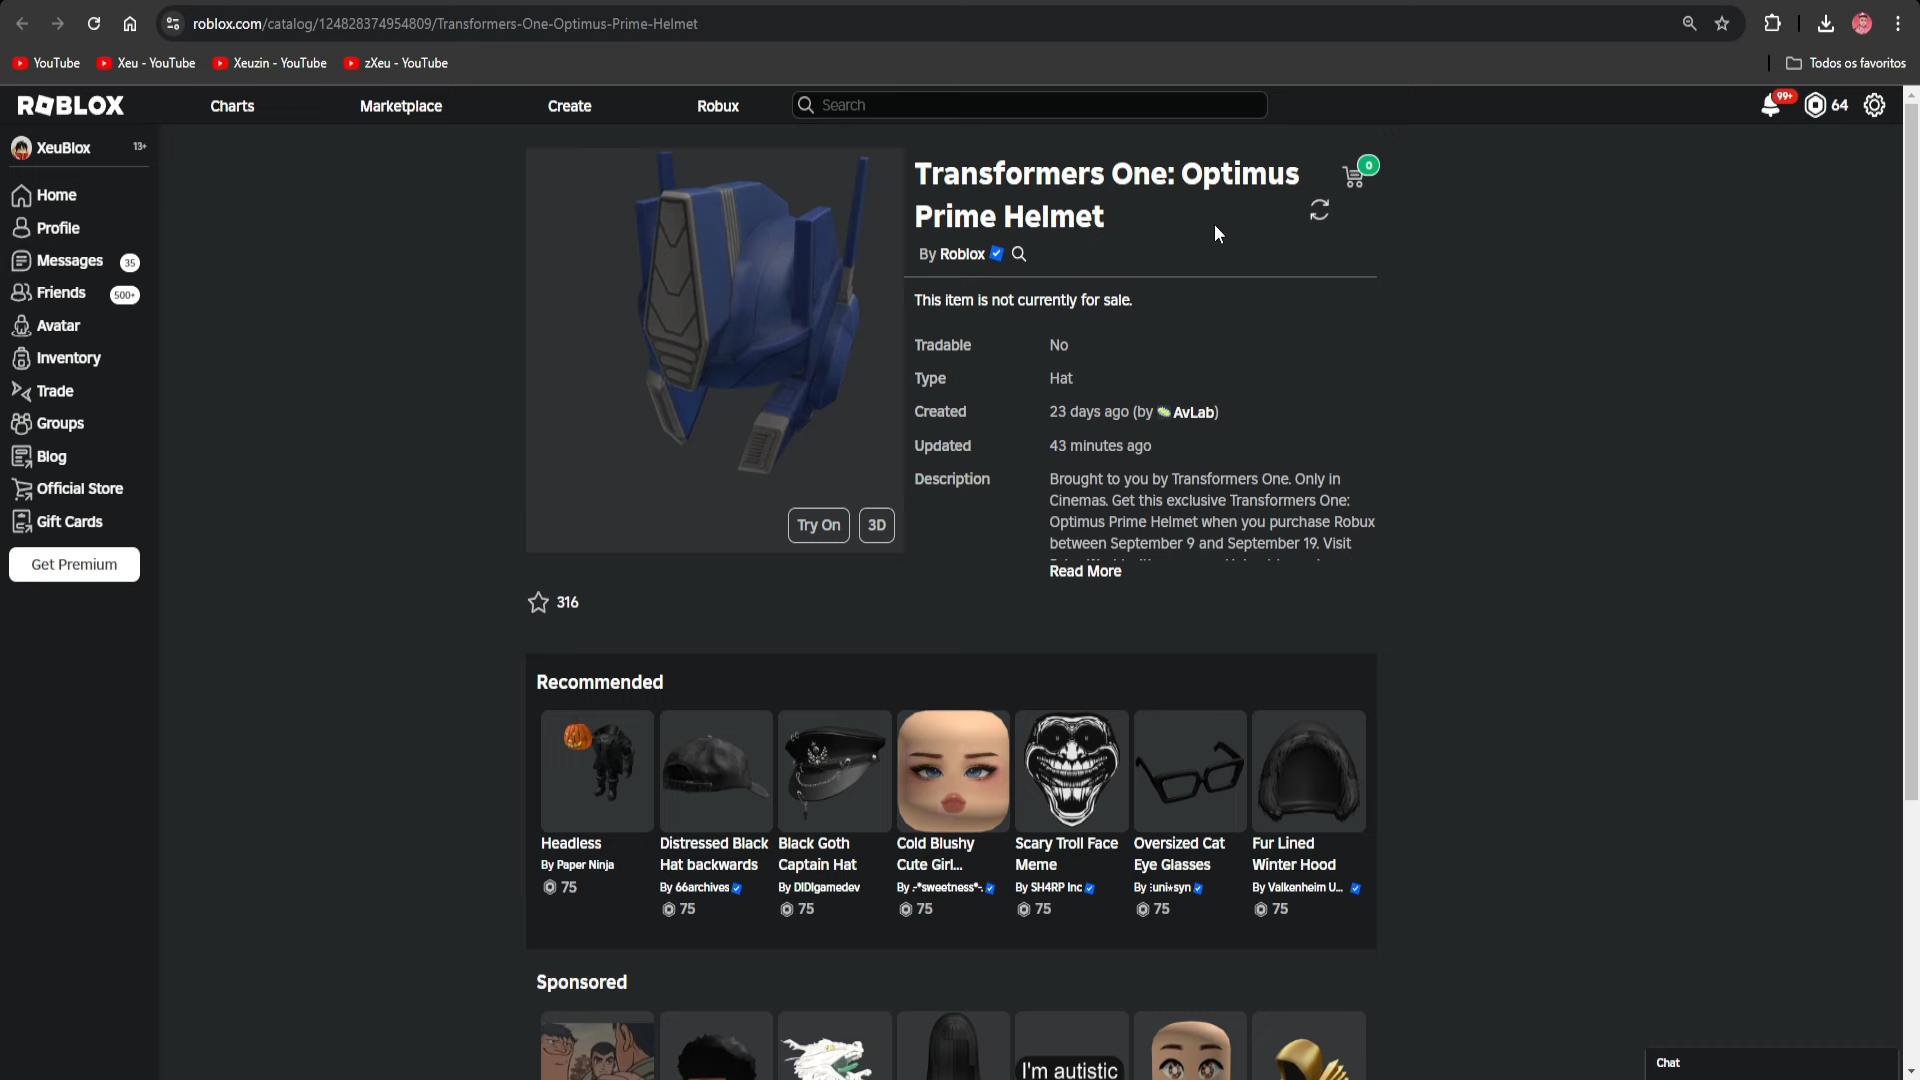 roblox.com/catalog/124828374954809/Transformers-One-Optimus-Prime-Helmet
YouTube
Xeu - YouTube
Xeuzin - YouTube
zXeu - YouTube
Todos os favoritos
ROBLOX
Charts
Marketplace
Create
Robux
Search
99+
64
XeuBlox
13+
Home
Profile
Messages
35
Friends
500+
Avatar
Inventory
Trade
Groups
Blog
Official Store
Gift Cards
Get Premium
Transformers One: Optimus
Prime Helmet
0
By Roblox
This item is not currently for sale.
Tradable
No
Type
Hat
Created
23 days ago (by AvLab)
Updated
43 minutes ago
Description
Brought to you by Transformers One. Only in
Cinemas. Get this exclusive Transformers One:
Optimus Prime Helmet when you purchase Robux
between September 9 and September 19. Visit
Read More
Try On
3D
316
Recommended
Headless
By Paper Ninja
75
Distressed Black
Hat backwards
By 66archives
75
Black Goth
Captain Hat
By DIDIgamedev
75
Cold Blushy
Cute Girl...
By .-*sweetness*-.
75
Scary Troll Face
Meme
By SH4RP Inc
75
Oversized Cat
Eye Glasses
By
75
Fur Lined
Winter Hood
By Valkenheim U...
75
Sponsored
I'm autistic
Chat